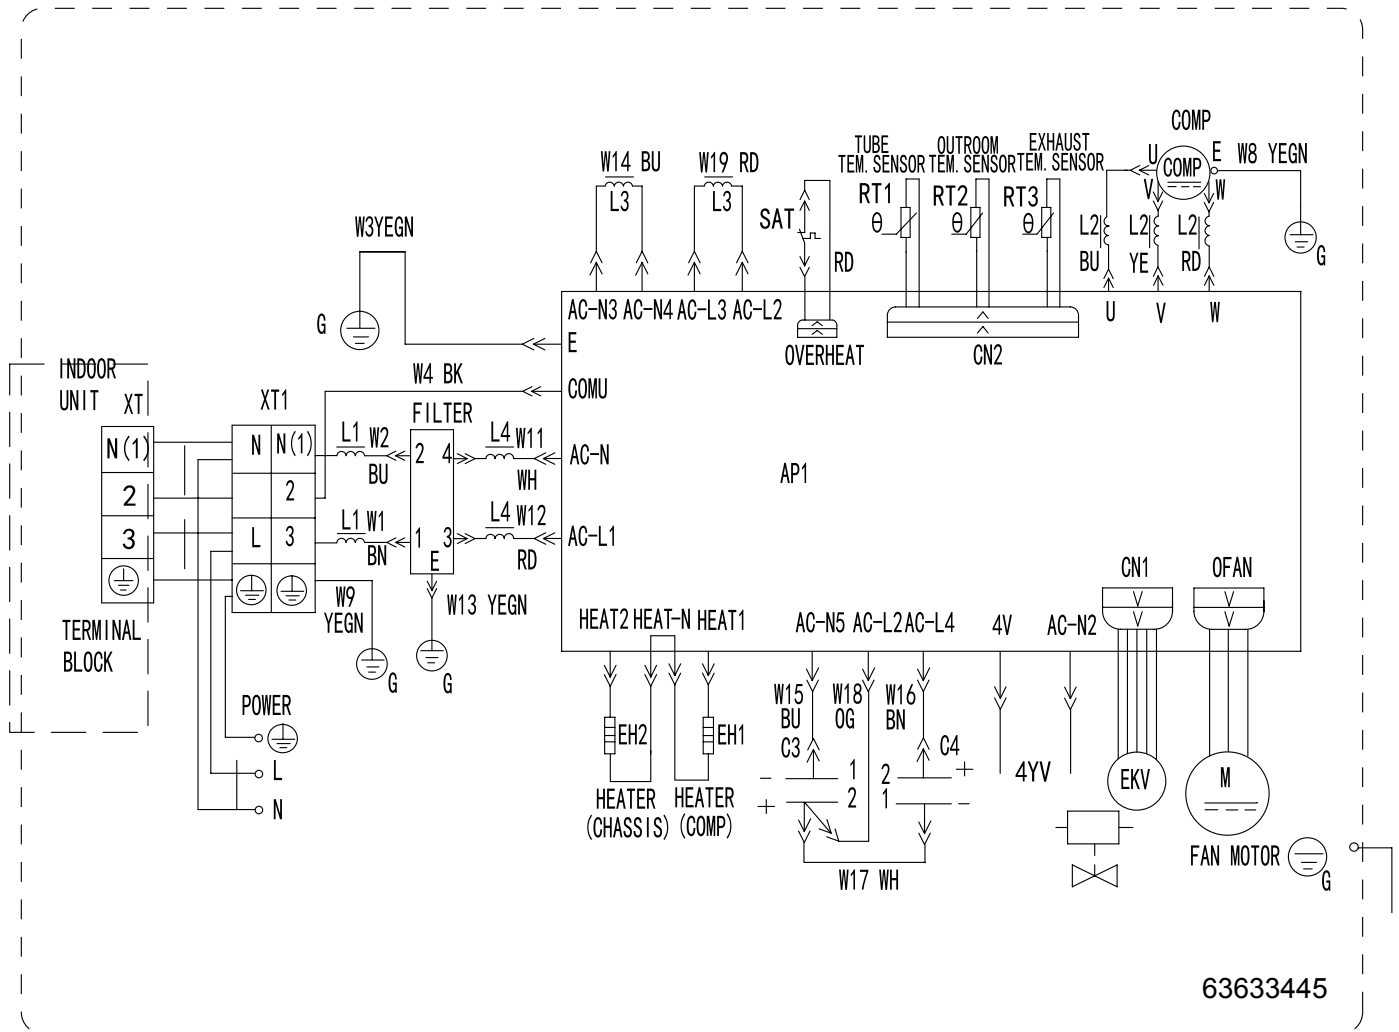 COMP
TUBE
TEM. SENSOR
OUTROOM
TEM. SENSOR
EXHAUST
TEM. SENSOR
W14 BU
L3
W19 RD
L3
RT1
θ
RT2
θ
RT3
θ
U
COMP
E
W8 YEGN
V
W
G
SAT
RD
L2
BU
L2
YE
L2
RD
W3YEGN
G
AC-N3
AC-N4
AC-L3
AC-L2
OVERHEAT
CN2
U
V
W
E
W4 BK
COMU
INDOOR
UNIT
XT
XT1
FILTER
N(1)
N
N(1)
L1
W2
BU
2
4
L4
W11
WH
AC-N
AP1
2
2
3
L
3
L1
W1
BN
1
3
E
L4
W12
RD
AC-L1
W9
YEGN
G
W13 YEGN
G
TERMINAL
BLOCK
POWER
L
N
HEAT2
HEAT-N
HEAT1
AC-N5
AC-L2
AC-L4
4V
AC-N2
CN1
OFAN
EH2
EH1
HEATER
(CHASSIS)
HEATER
(COMP)
W15
BU
W18
OG
W16
BN
C3
C4
-
1
2
+
+
2
1
-
W17 WH
4YV
EKV
M
FAN MOTOR
G
63633445